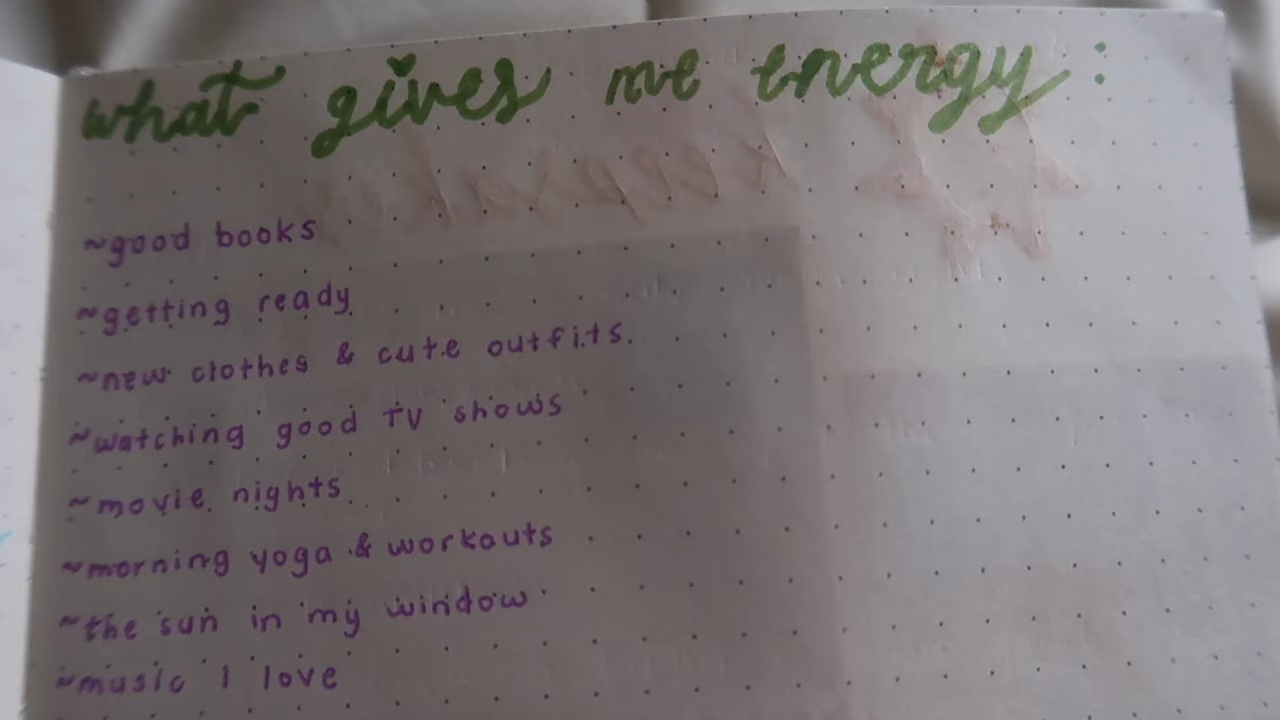 what gives me energy:
~good books
~getting ready
~new clothes & cute outfits
~watching good TV shows
~movie nights
~morning yoga & workouts
~the sun in my window
~music I love